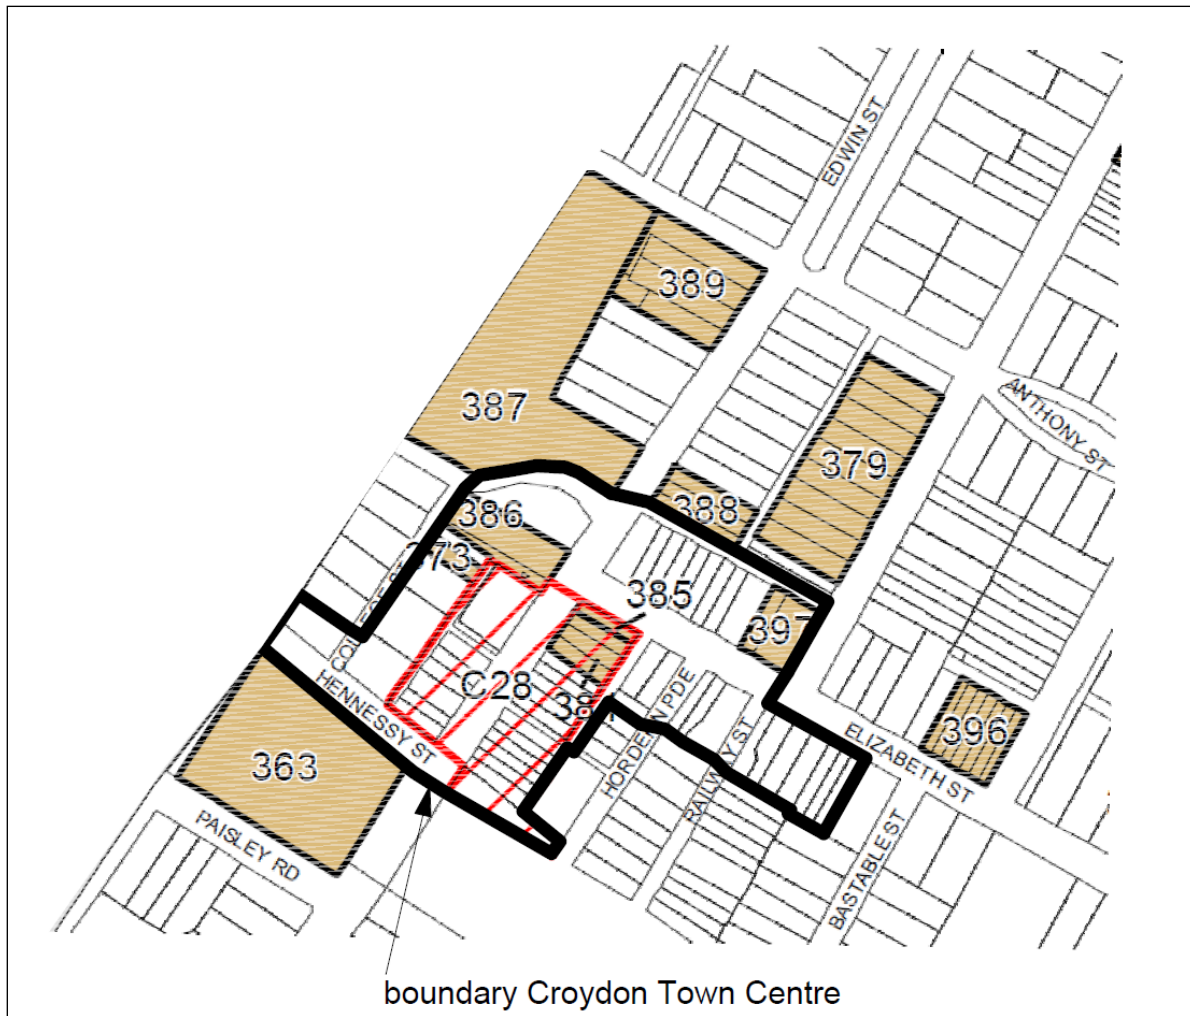 EDWIN ST
389
387
ANTHONY ST
379
388
386
373
385
397
C28
HENNESSY ST
HORDERN PDE
RAILWAY ST
ELIZABETH ST
396
363
PAISLEY RD
BASTABLE ST
boundary Croydon Town Centre